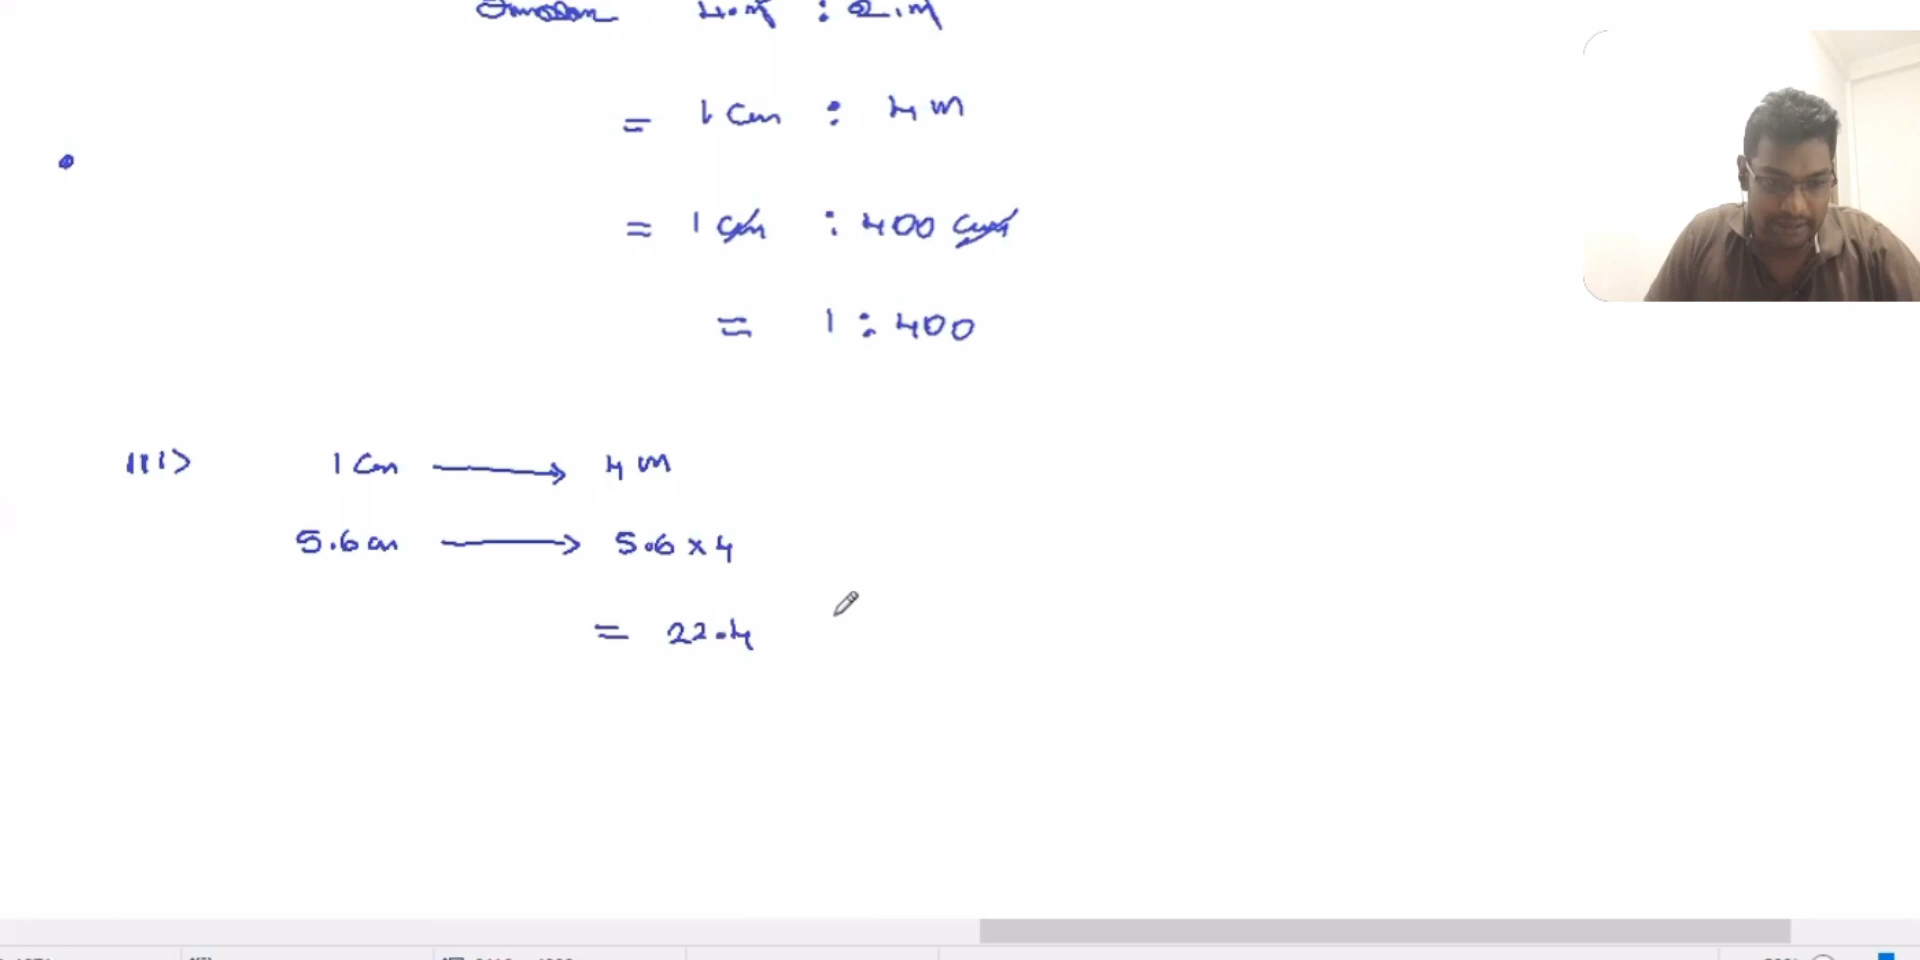 = 1 cm : 4 m
= 1 cm : 400 cm
= 1 : 400
iii> 1 cm → 4 m
5.6 cm → 5.6 × 4
= 22.4